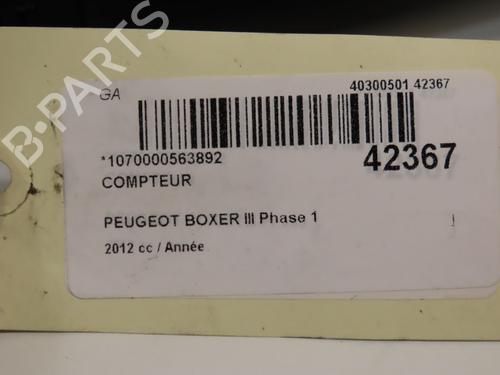 B-PARTS
GA
40300501 42367
*1070000563892
42367
COMPTEUR
PEUGEOT BOXER III Phase 1
2012 cc / Année